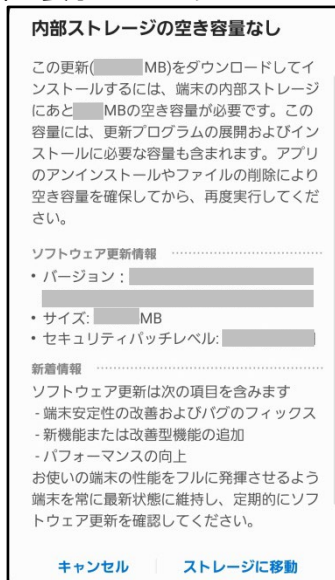 内部ストレージの空き容量なし
この更新( MB)をダウンロードしてイ
ンストールするには、端末の内部ストレージ
にあと MBの空き容量が必要です。この
容量には、更新プログラムの展開およびイン
ストールに必要な容量も含まれます。アプリ
のアンインストールやファイルの削除により
空き容量を確保してから、再度実行してくだ
さい。
ソフトウェア更新情報
• バージョン :
• サイズ: MB
• セキュリティパッチレベル:
新着情報
ソフトウェア更新は次の項目を含みます
- 端末安定性の改善およびバグのフィックス
- 新機能または改善型機能の追加
- パフォーマンスの向上
お使いの端末の性能をフルに発揮させるよう
端末を常に最新状態に維持し、定期的にソフ
トウェア更新を確認してください。
キャンセル ストレージに移動